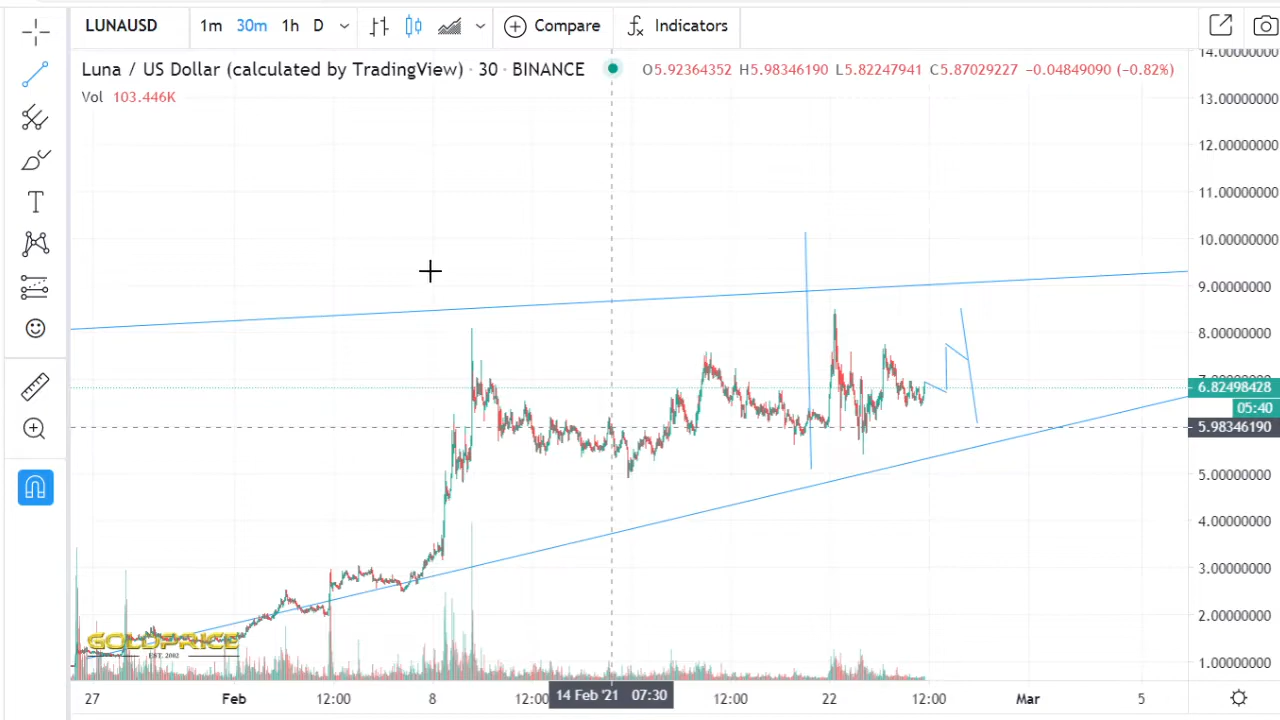 LUNAUSD 1m 30m 1h D Compare Indicators
Luna / US Dollar (calculated by TradingView) · 30 · BINANCE O5.92364352 H5.98346190 L5.82247941 C5.87029227 −0.04849090 (−0.82%)
Vol 103.446K
14.00000000
13.00000000
12.00000000
11.00000000
10.00000000
9.00000000
8.00000000
6.82498428
05:40
5.98346190
5.00000000
4.00000000
3.00000000
2.00000000
1.00000000
GOLDPRICE
EST. 2002
27 Feb 12:00 8 12:00 14 Feb '21 07:30 12:00 22 12:00 Mar 5